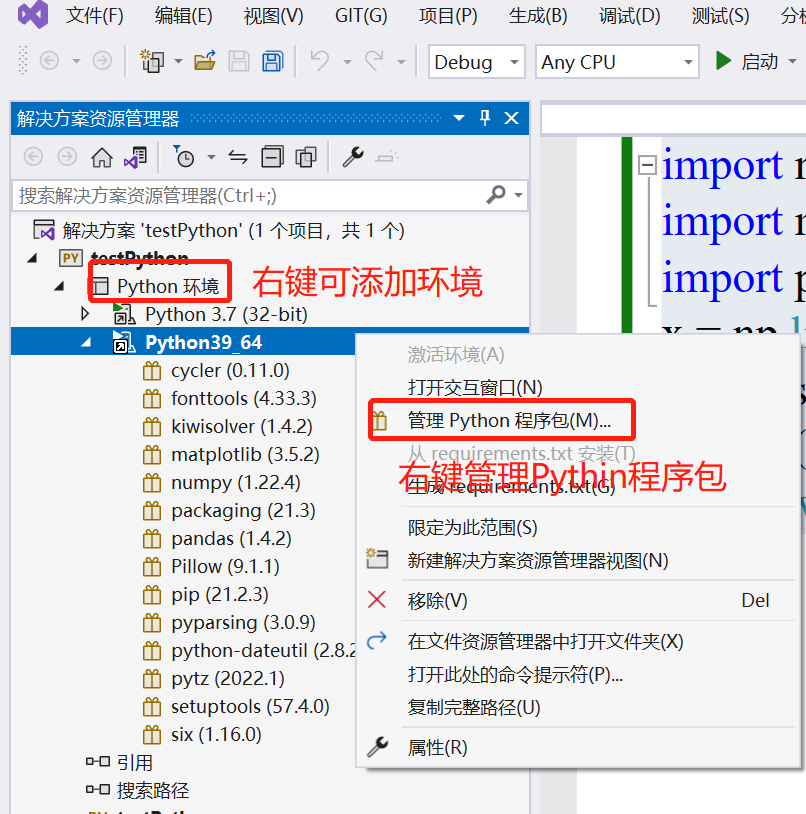 文件(F) 编辑(E) 视图(V) GIT(G) 项目(P) 生成(B) 调试(D) 测试(S)
Debug Any CPU 启动
解决方案资源管理器
搜索解决方案资源管理器(Ctrl+;)
解决方案 'testPython' (1 个项目，共 1 个)
PY testPython
Python 环境 右键可添加环境
Python 3.7 (32-bit)
Python39_64
cycler (0.11.0)
fonttools (4.33.3)
kiwisolver (1.4.2)
matplotlib (3.5.2)
numpy (1.22.4)
packaging (21.3)
pandas (1.4.2)
Pillow (9.1.1)
pip (21.2.3)
pyparsing (3.0.9)
python-dateutil (2.8.2
pytz (2022.1)
setuptools (57.4.0)
six (1.16.0)
引用
搜索路径
import
import
import
x = np
激活环境(A)
打开交互窗口(N)
管理 Python 程序包(M)...
从 requirements.txt 安装(T)
右键管理Pythin程序包
生成 requirements.txt(G)
限定为此范围(S)
新建解决方案资源管理器视图(N)
移除(V) Del
在文件资源管理器中打开文件夹(X)
打开此处的命令提示符(P)...
复制完整路径(U)
属性(R)